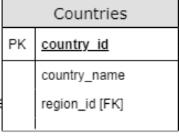 Countries
PK country_id
country_name
region_id [FK]